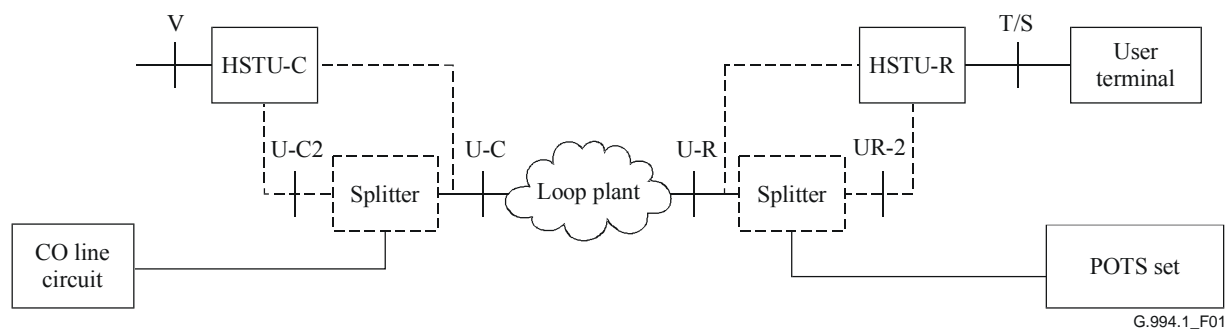 V
HSTU-C
T/S
HSTU-R
User
terminal
U-C2
U-C
U-R
UR-2
Splitter
Loop plant
Splitter
CO line
circuit
POTS set
G.994.1_F01